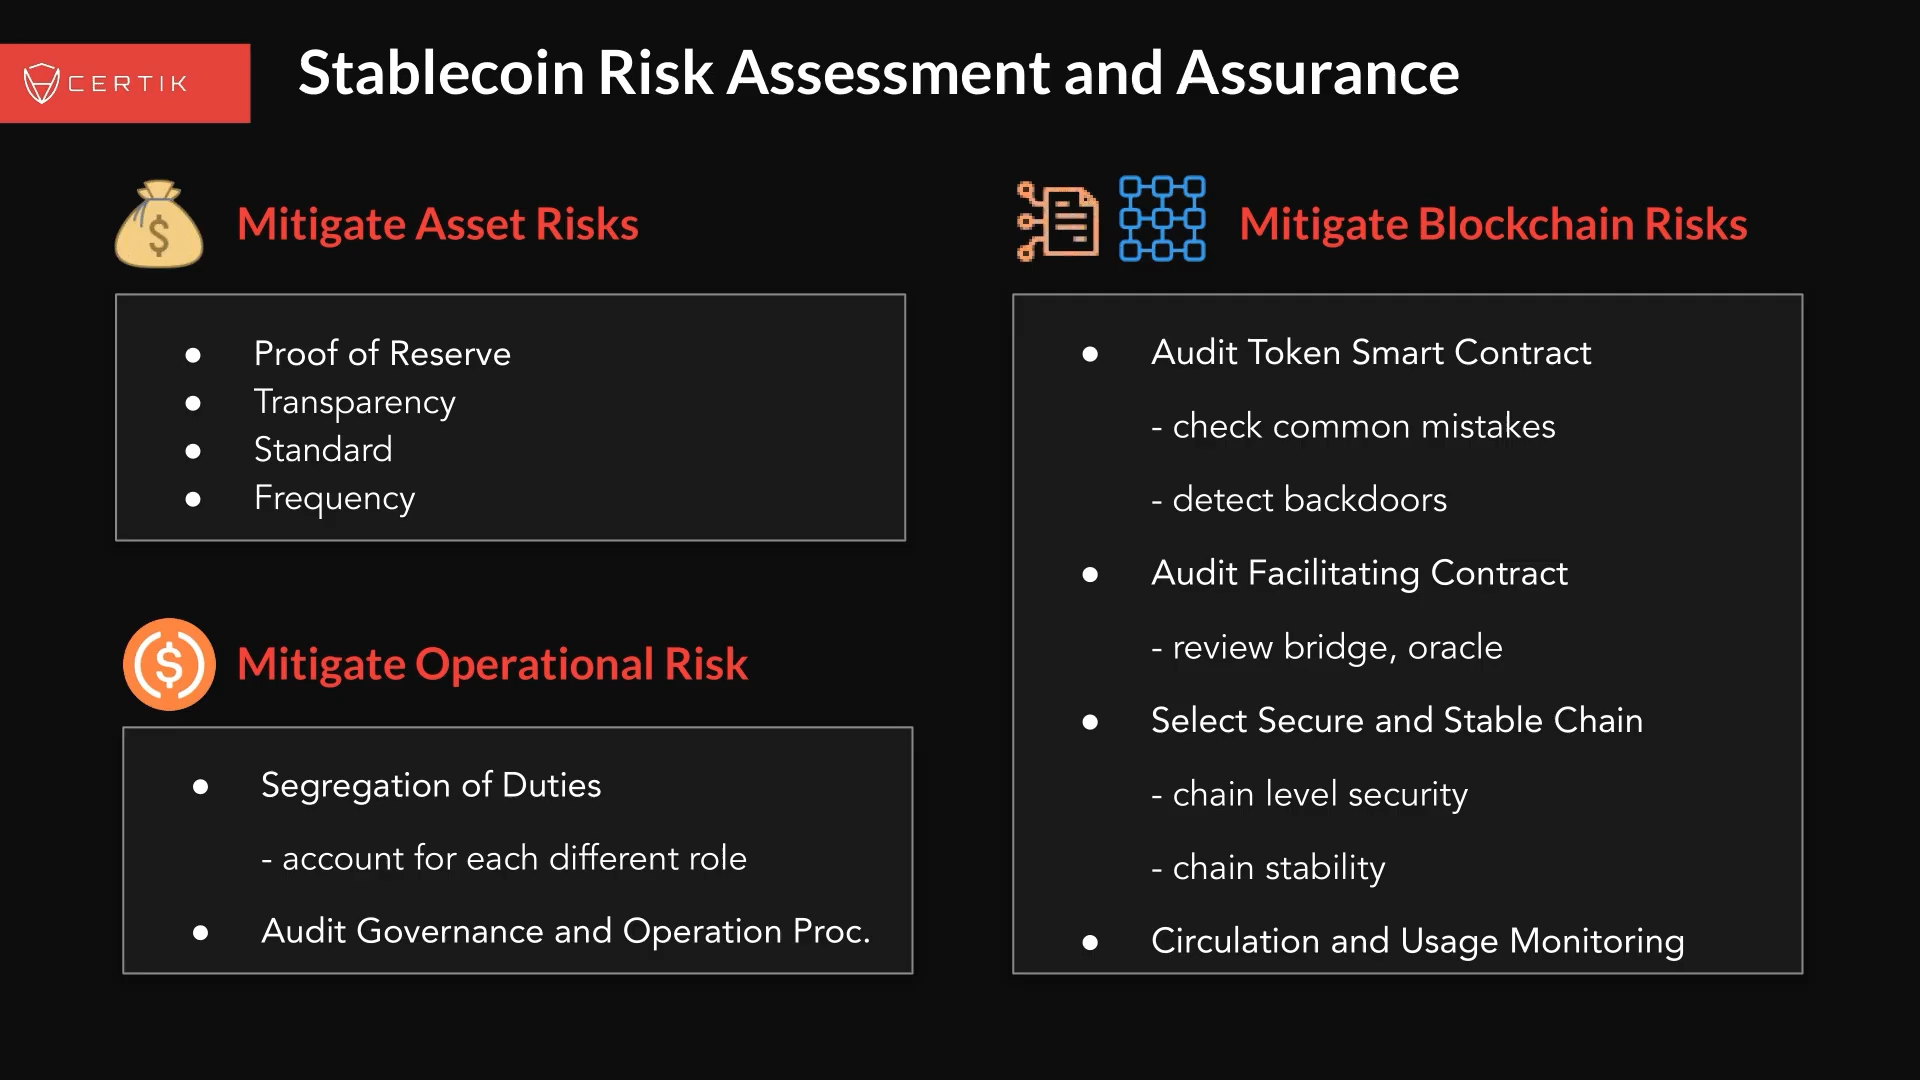 CERTIK
Stablecoin Risk Assessment and Assurance
Mitigate Asset Risks
● Proof of Reserve
● Transparency
● Standard
● Frequency
Mitigate Operational Risk
● Segregation of Duties
- account for each different role
● Audit Governance and Operation Proc.
Mitigate Blockchain Risks
● Audit Token Smart Contract
- check common mistakes
- detect backdoors
● Audit Facilitating Contract
- review bridge, oracle
● Select Secure and Stable Chain
- chain level security
- chain stability
● Circulation and Usage Monitoring